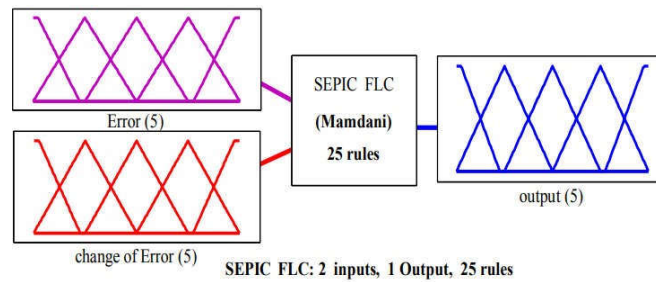 Error (5)
SEPIC FLC
(Mamdani)
25 rules
change of Error (5)
output (5)
SEPIC FLC: 2 inputs, 1 Output, 25 rules